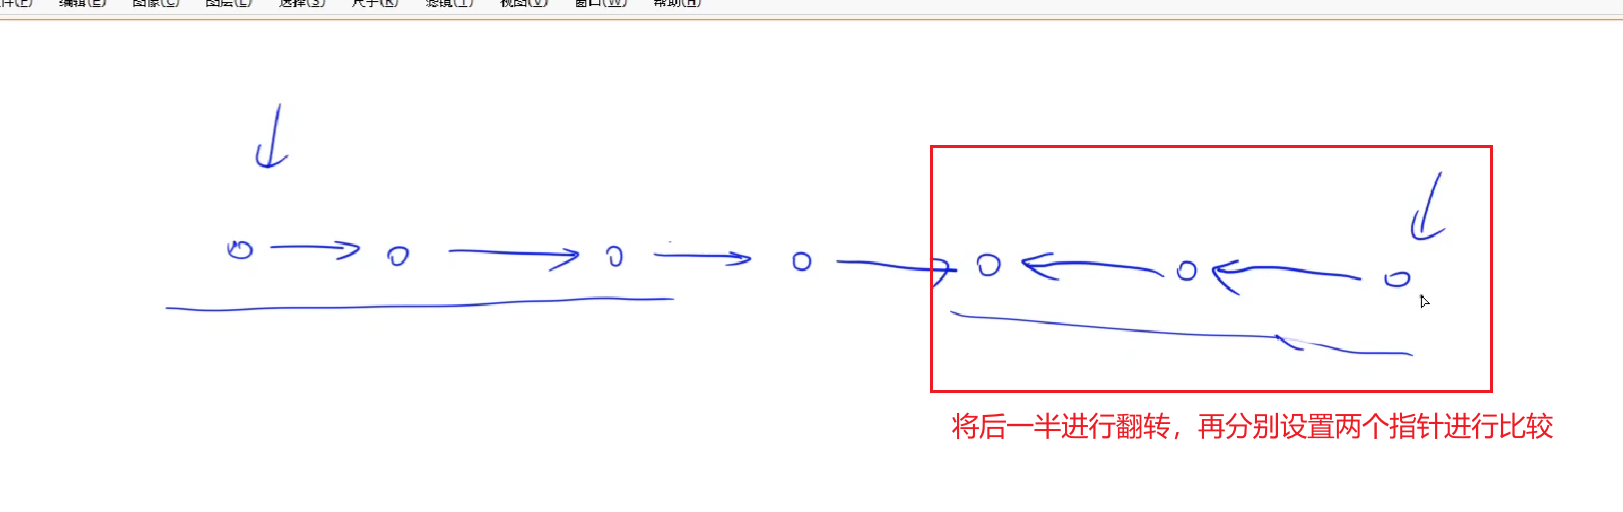 件(F) 编辑(E) 图像(C) 图层(L) 选择(S) 尺寸(R) 滤镜(T) 视图(V) 窗口(W) 帮助(H)
将后一半进行翻转，再分别设置两个指针进行比较